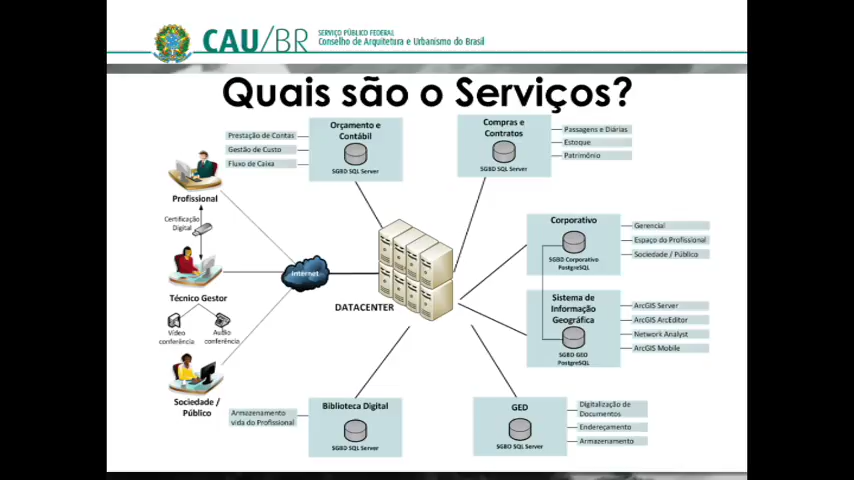 CAU/BR
SERVIÇO PÚBLICO FEDERAL
Conselho de Arquitetura e Urbanismo do Brasil
Quais são o Serviços?
Orçamento e
Contábil
SGBD SQL Server
Prestação de Contas
Gestão de Custo
Fluxo de Caixa
Compras e
Contratos
SGBD SQL Server
Passagens e Diárias
Estoque
Patrimônio
Profissional
Certificação
Digital
Técnico Gestor
Vídeo
conferência
Audio
conferência
Sociedade /
Público
Internet
DATACENTER
Corporativo
SGBD Corporativo
PostgreSQL
Gerencial
Espaço do Profissional
Sociedade / Público
Sistema de
Informação
Geográfica
SGBD GEO
PostgreSQL
ArcGIS Server
ArcGIS ArcEditor
Network Analyst
ArcGIS Mobile
Biblioteca Digital
SGBD SQL Server
Armazenamento
vida do Profissional
GED
SGBD SQL Server
Digitalização de
Documentos
Endereçamento
Armazenamento